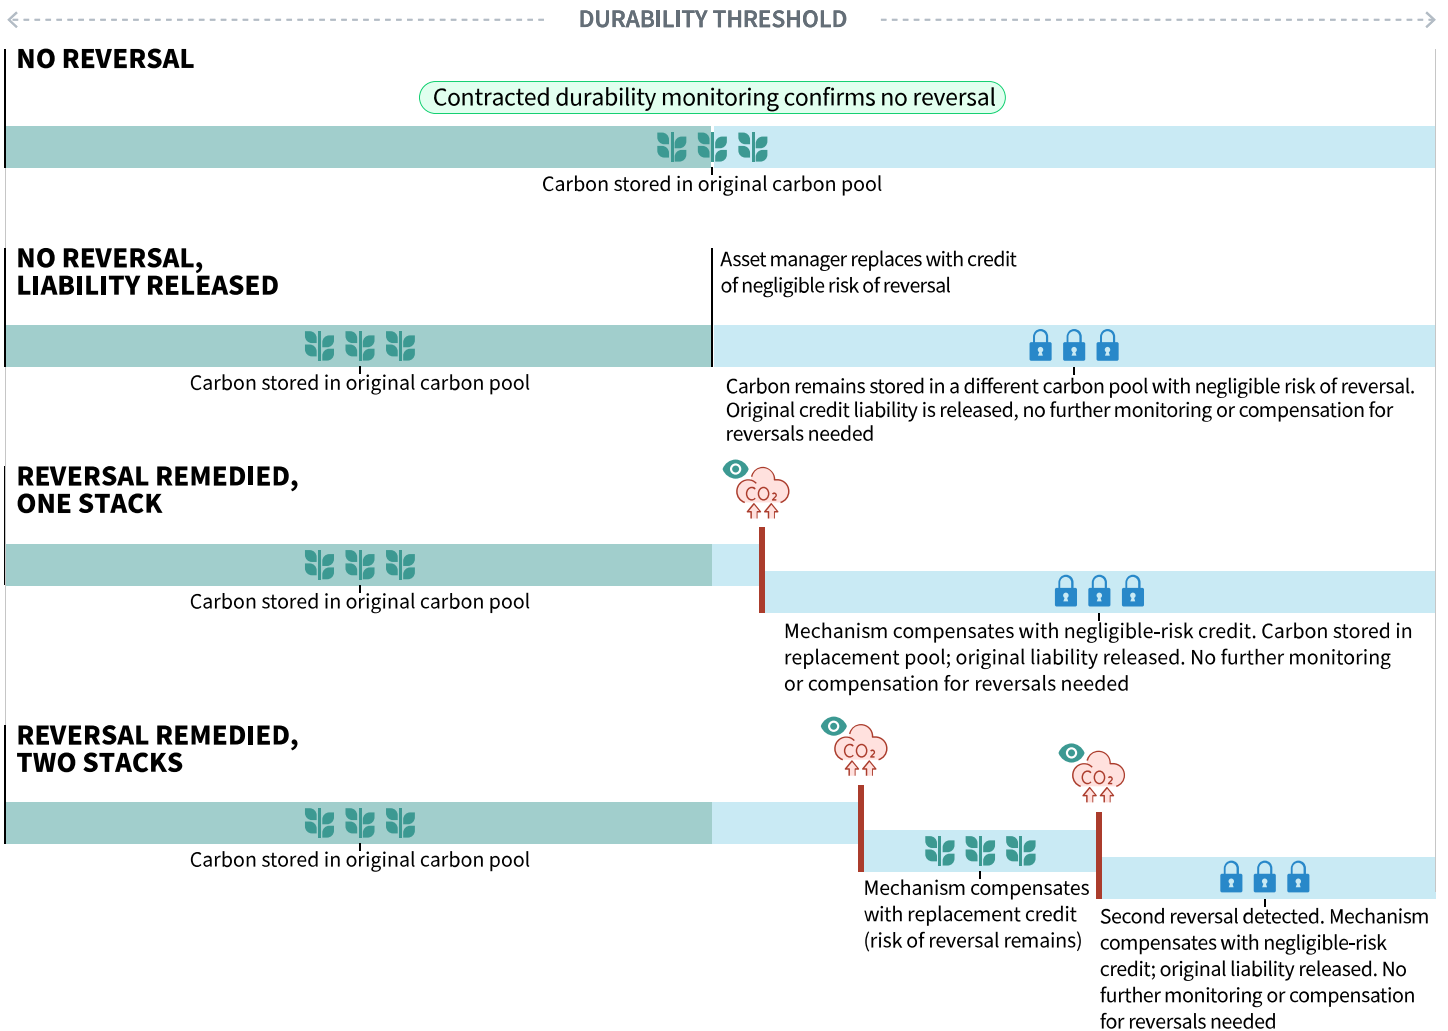 DURABILITY THRESHOLD
NO REVERSAL
Contracted durability monitoring confirms no reversal
Carbon stored in original carbon pool
NO REVERSAL,
LIABILITY RELEASED
Asset manager replaces with credit
of negligible risk of reversal
Carbon stored in original carbon pool
Carbon remains stored in a different carbon pool with negligible risk of reversal.
Original credit liability is released, no further monitoring or compensation for
reversals needed
REVERSAL REMEDIED,
ONE STACK
CO₂
Carbon stored in original carbon pool
Mechanism compensates with negligible-risk credit. Carbon stored in
replacement pool; original liability released. No further monitoring
or compensation for reversals needed
REVERSAL REMEDIED,
TWO STACKS
CO₂
CO₂
Carbon stored in original carbon pool
Mechanism compensates
with replacement credit
(risk of reversal remains)
Second reversal detected. Mechanism
compensates with negligible-risk
credit; original liability released. No
further monitoring or compensation
for reversals needed